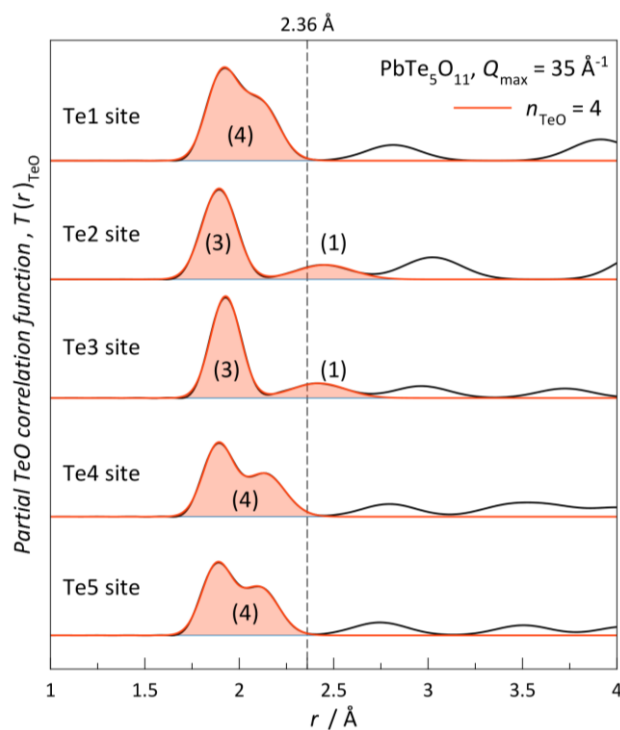 2.36 Å
PbTe₅O₁₁, Qmax = 35 Å⁻¹
n_TeO = 4
Te1 site
(4)
Te2 site
(3)
(1)
Te3 site
(3)
(1)
Te4 site
(4)
Te5 site
(4)
Partial TeO correlation function , T(r)_TeO
1 1.5 2 2.5 3 3.5 4
r / Å